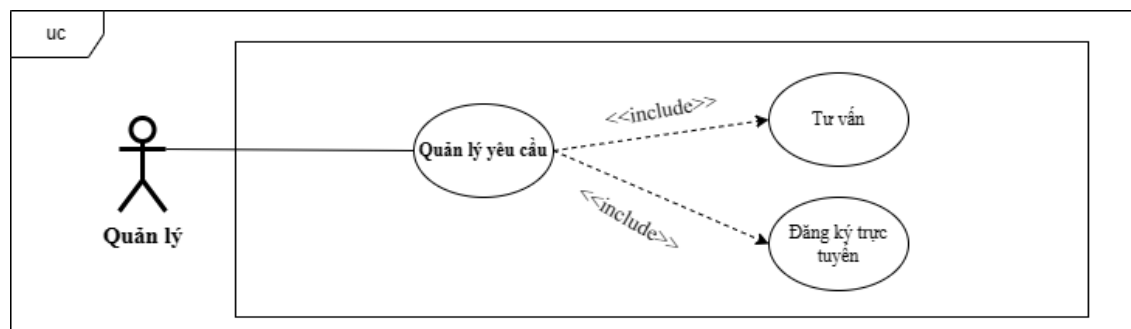 uc
<<include>>
Tư vấn
Quản lý yêu cầu
<<include>>
Đăng ký trực
tuyến
Quản lý